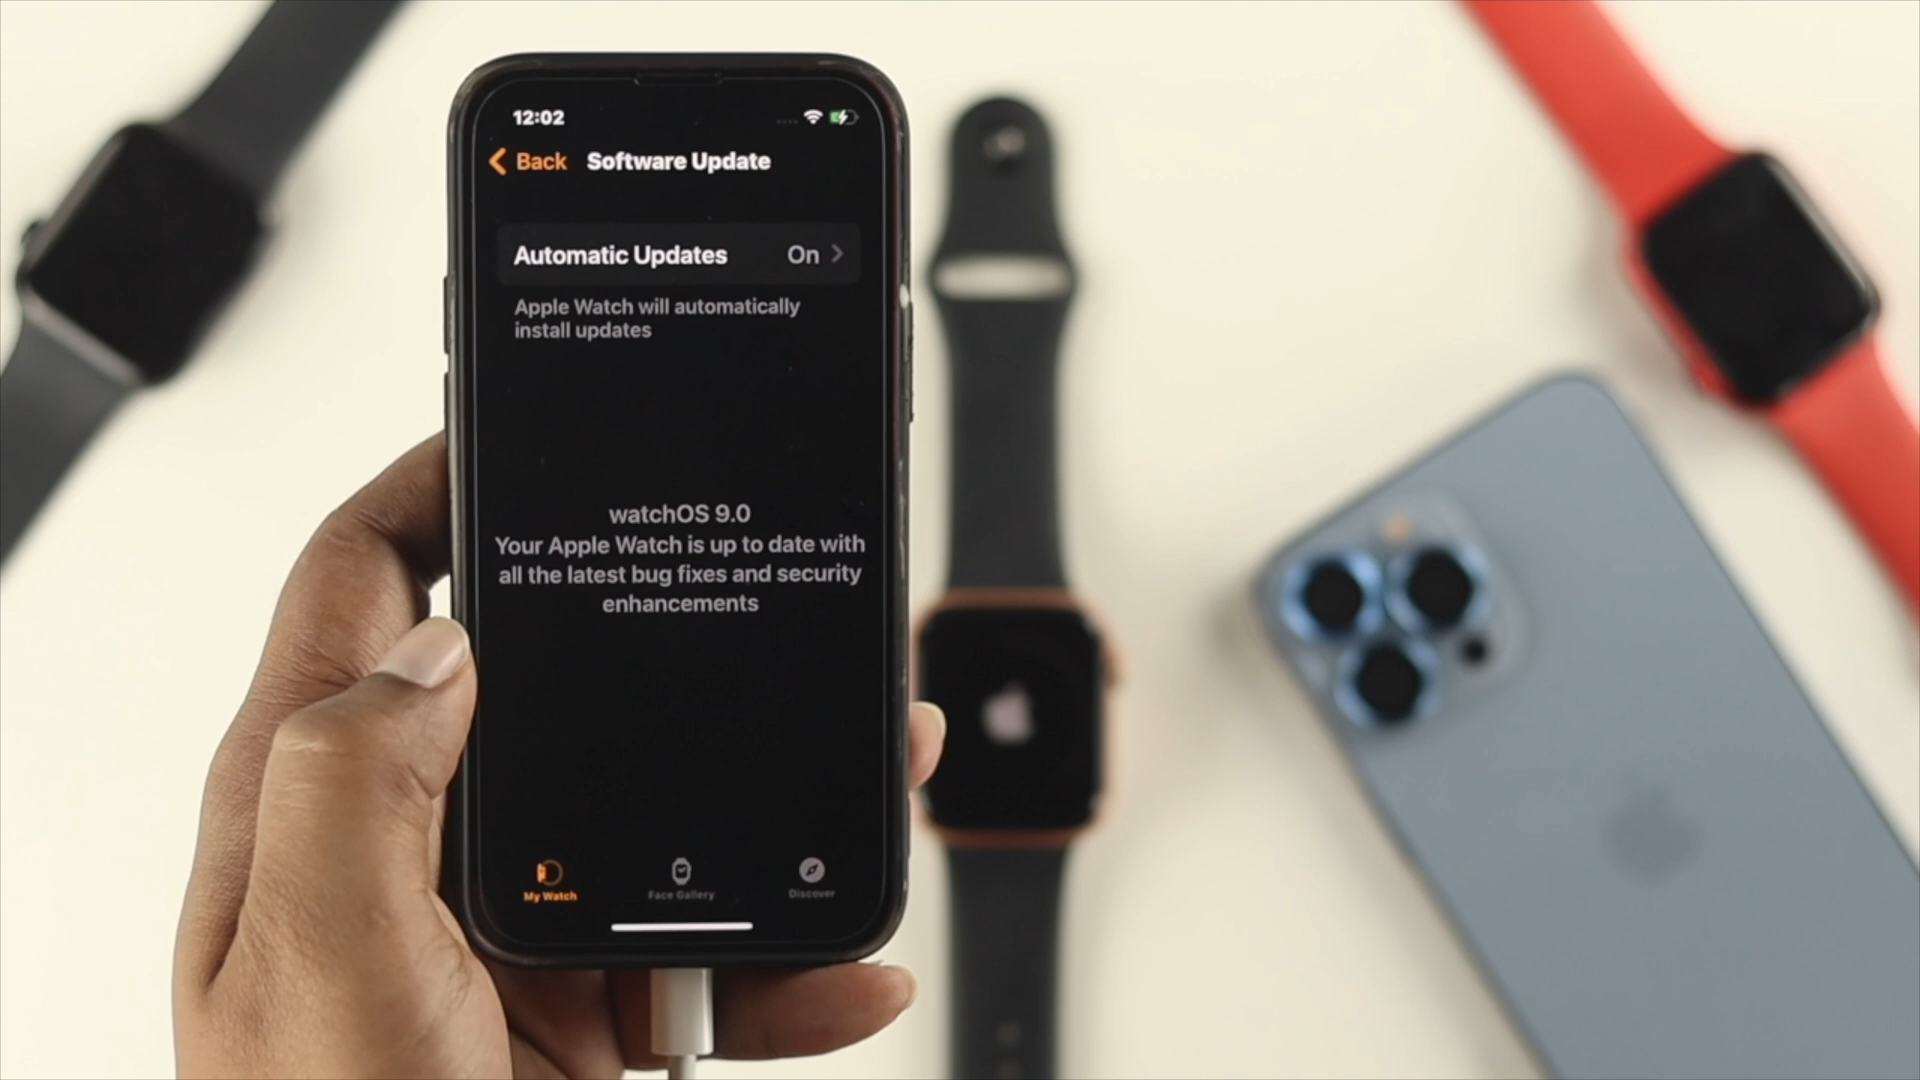 12:02
Back Software Update
Automatic Updates On
Apple Watch will automatically
install updates
watchOS 9.0
Your Apple Watch is up to date with
all the latest bug fixes and security
enhancements
My Watch Face Gallery Discover